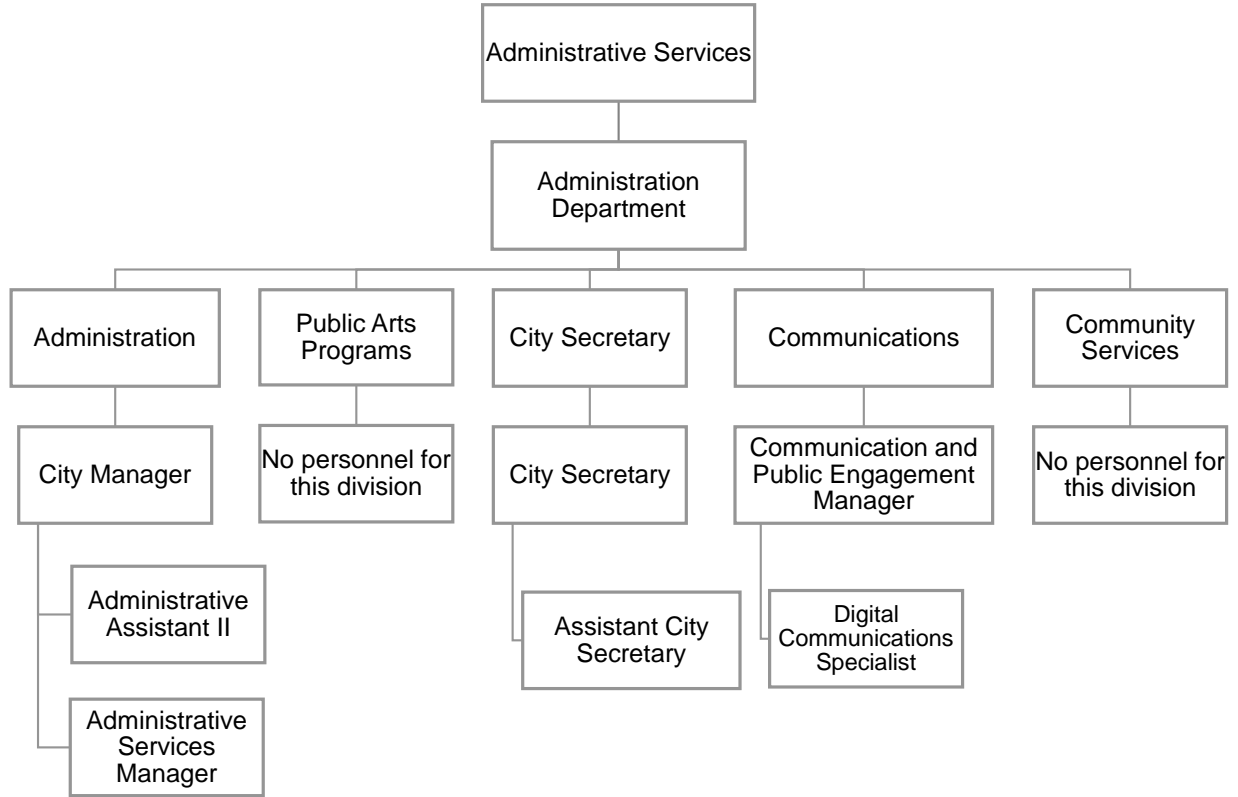 Administrative Services
Administration
Department
Administration
Public Arts
Programs
City Secretary
Communications
Community
Services
City Manager
No personnel for
this division
City Secretary
Communication and
Public Engagement
Manager
No personnel for
this division
Administrative
Assistant II
Assistant City
Secretary
Digital
Communications
Specialist
Administrative
Services
Manager